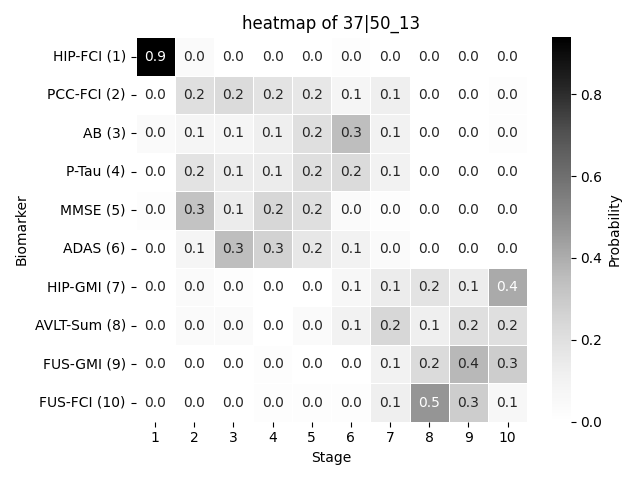 heatmap of 37|50_13
HIP-FCI (1) 0.9 0.0 0.0 0.0 0.0 0.0 0.0 0.0 0.0 0.0
PCC-FCI (2) 0.0 0.2 0.2 0.2 0.2 0.1 0.1 0.0 0.0 0.0
AB (3) 0.0 0.1 0.1 0.1 0.2 0.3 0.1 0.0 0.0 0.0
P-Tau (4) 0.0 0.2 0.1 0.1 0.2 0.2 0.1 0.0 0.0 0.0
MMSE (5) 0.0 0.3 0.1 0.2 0.2 0.0 0.0 0.0 0.0 0.0
ADAS (6) 0.0 0.1 0.3 0.3 0.2 0.1 0.0 0.0 0.0 0.0
HIP-GMI (7) 0.0 0.0 0.0 0.0 0.0 0.1 0.1 0.2 0.1 0.4
AVLT-Sum (8) 0.0 0.0 0.0 0.0 0.0 0.1 0.2 0.1 0.2 0.2
FUS-GMI (9) 0.0 0.0 0.0 0.0 0.0 0.0 0.1 0.2 0.4 0.3
FUS-FCI (10) 0.0 0.0 0.0 0.0 0.0 0.0 0.1 0.5 0.3 0.1
1 2 3 4 5 6 7 8 9 10
Stage
Biomarker
0.8
0.6
0.4
0.2
0.0
Probability